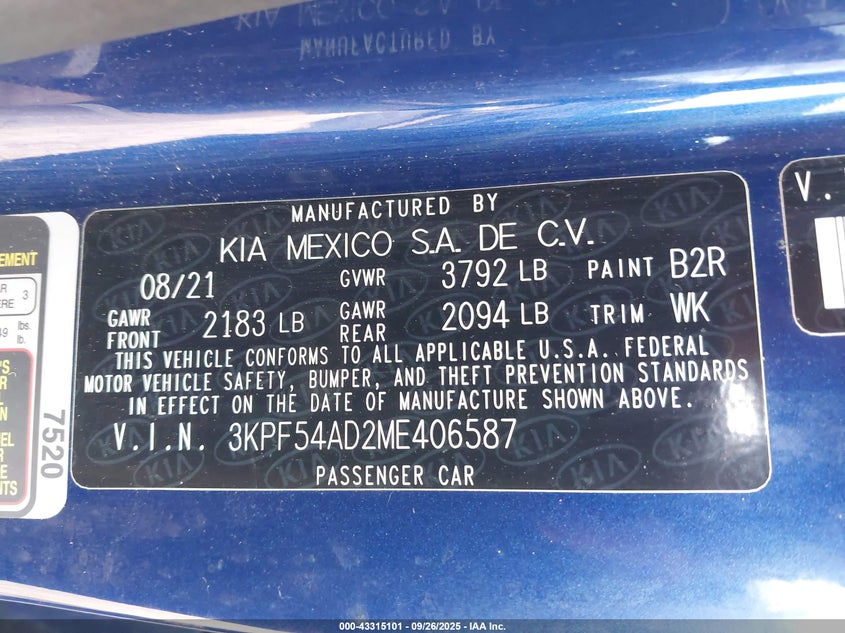 MANUFACTURED BY
KIA MEXICO S.A. DE C.V.
08/21 GVWR 3792 LB PAINT B2R
GAWR FRONT 2183 LB GAWR REAR 2094 LB TRIM WK
THIS VEHICLE CONFORMS TO ALL APPLICABLE U.S.A. FEDERAL
MOTOR VEHICLE SAFETY, BUMPER, AND THEFT PREVENTION STANDARDS
IN EFFECT ON THE DATE OF MANUFACTURE SHOWN ABOVE.
V.I.N. 3KPF54AD2ME406587
PASSENGER CAR
7520
3
lbs.
lb.
000-43315101 - 09/26/2025 - IAA Inc.